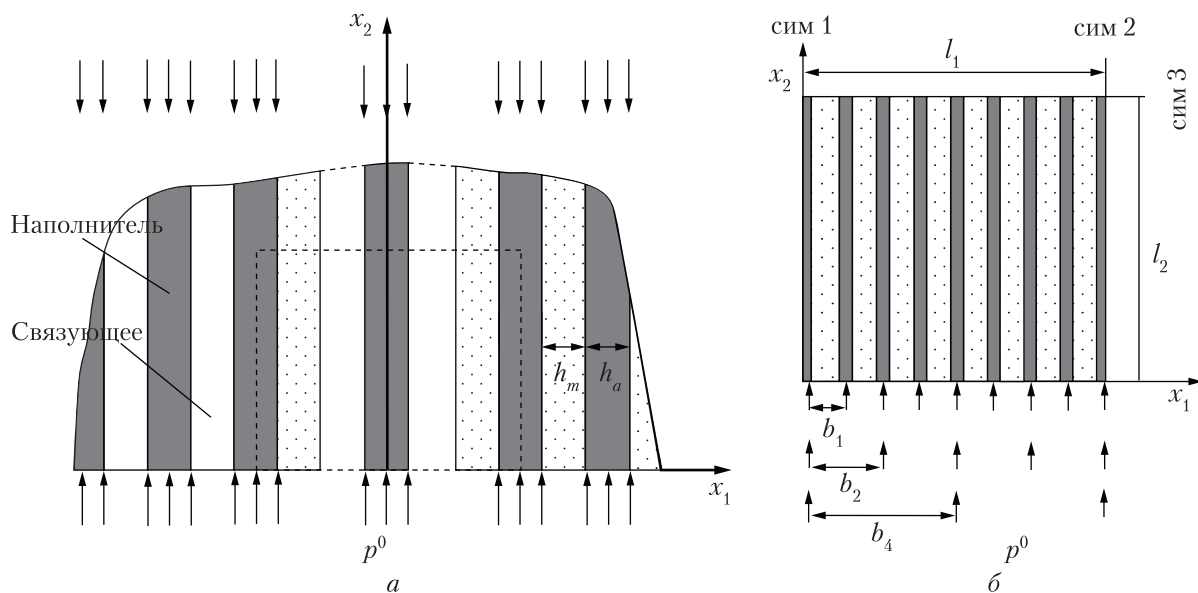 x₂
Наполнитель
Связующее
hₘ
hₐ
x₁
p⁰
а
сим 1
сим 2
l₁
x₂
сим 3
l₂
x₁
b₁
b₂
b₄
p⁰
б